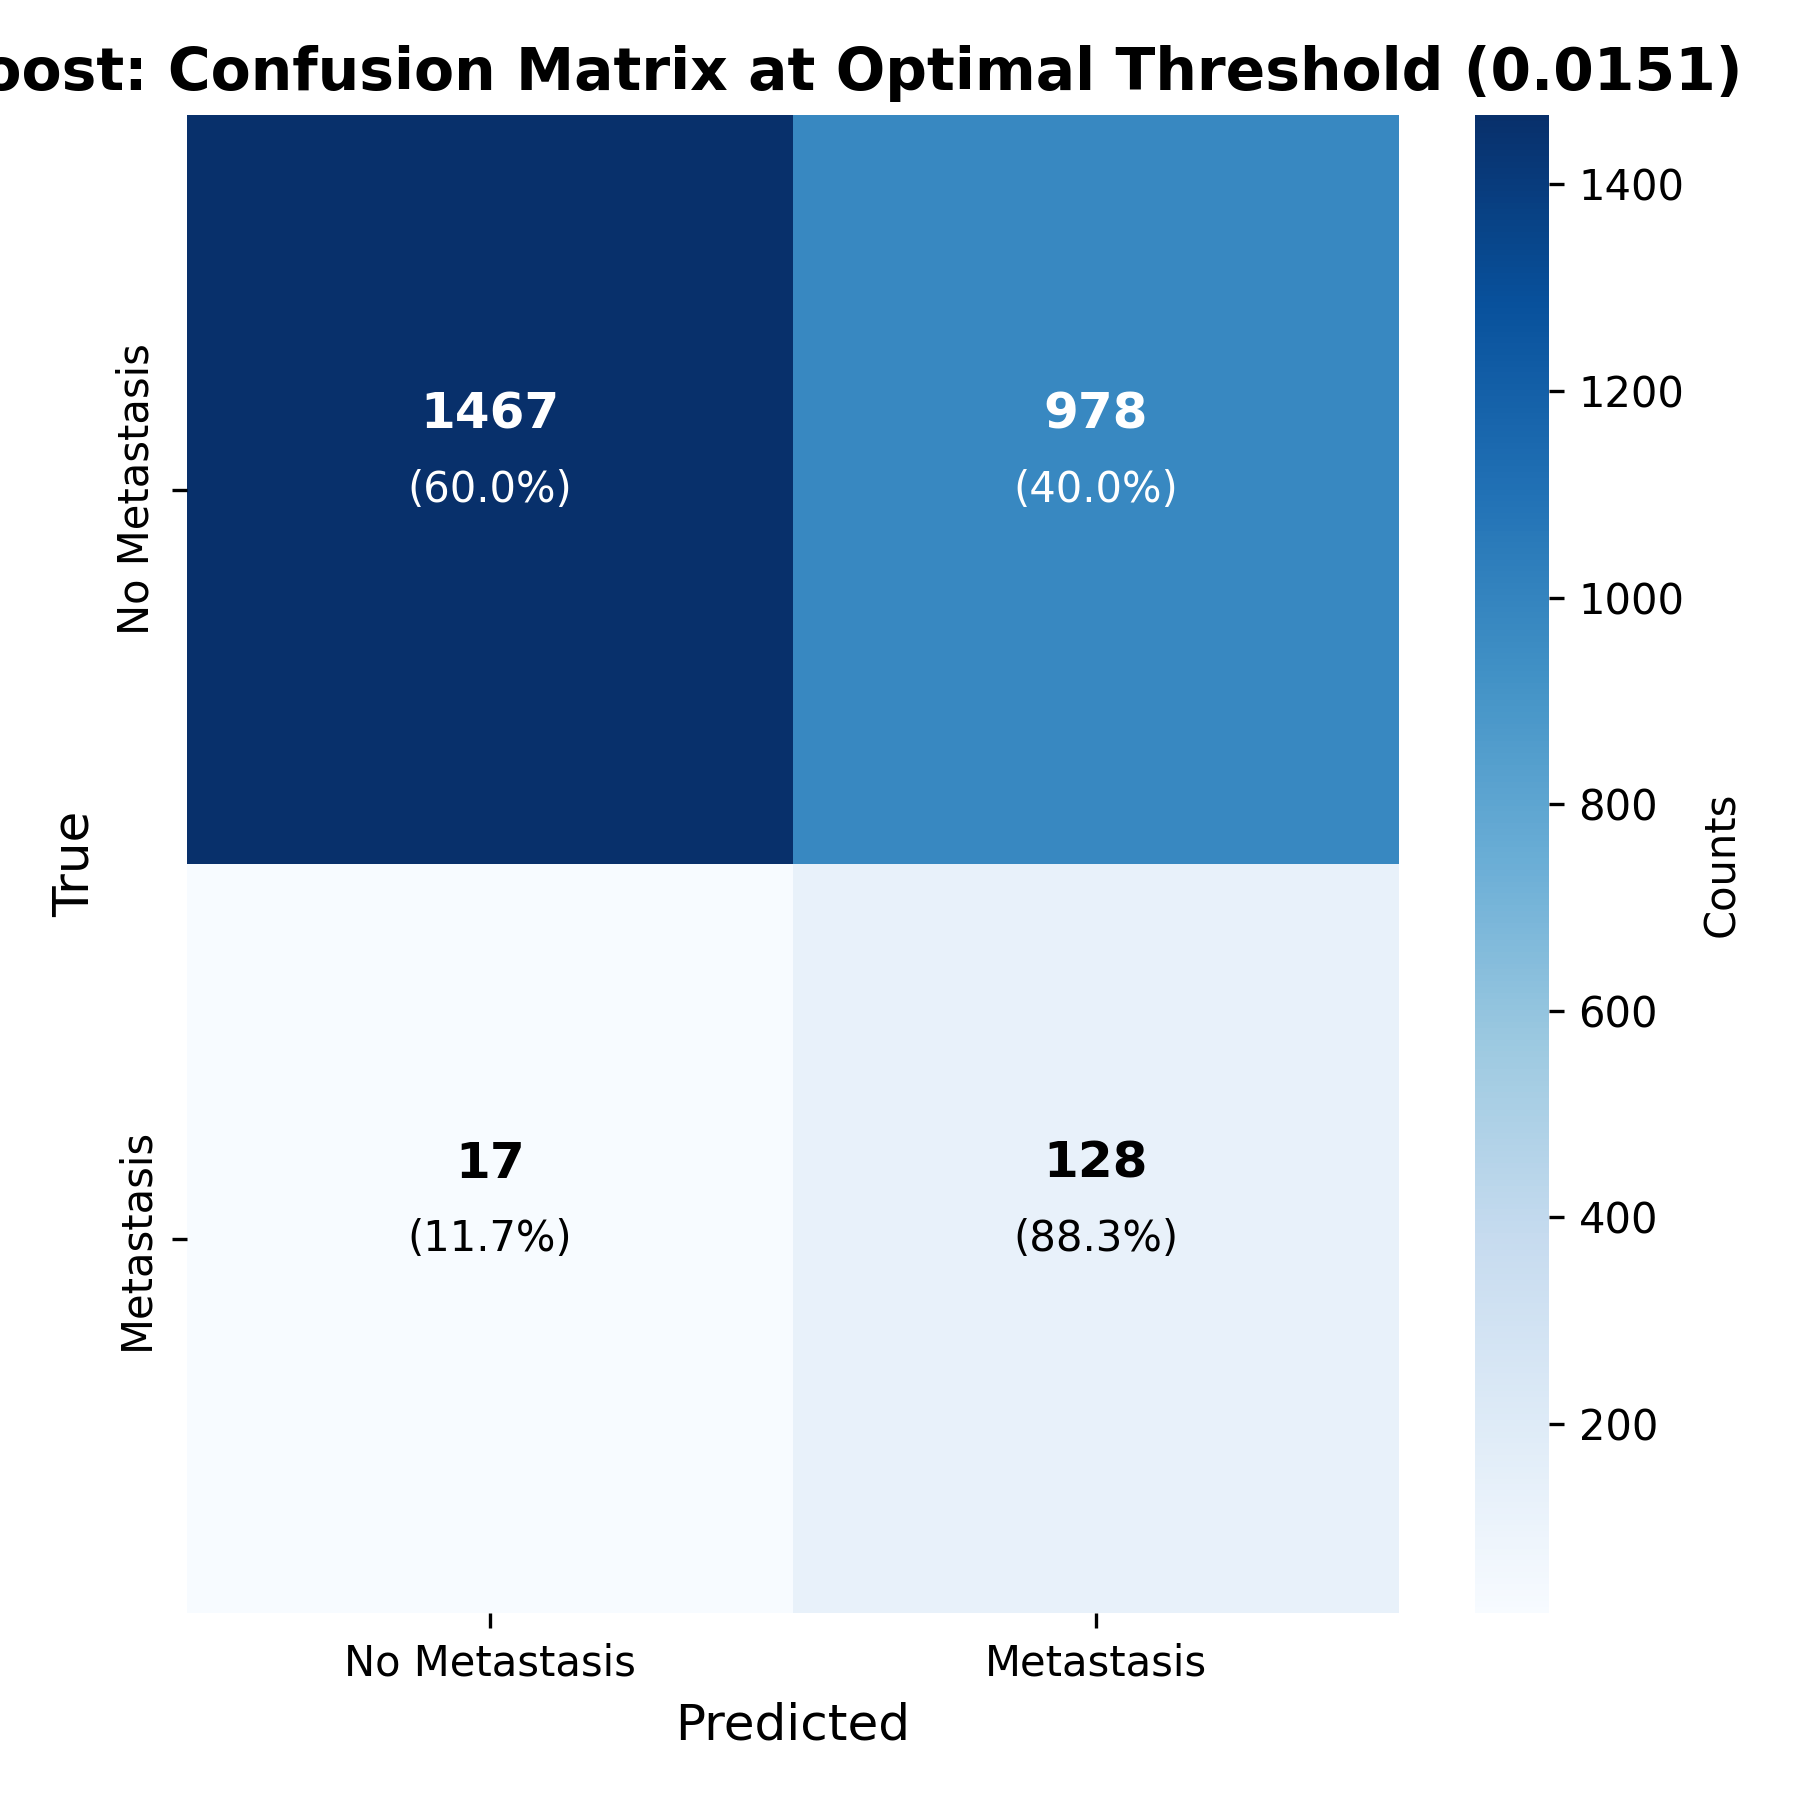 oost: Confusion Matrix at Optimal Threshold (0.0151)
1467
(60.0%)
978
(40.0%)
17
(11.7%)
128
(88.3%)
No Metastasis
Metastasis
True
No Metastasis
Metastasis
Predicted
1400
1200
1000
800
600
400
200
Counts